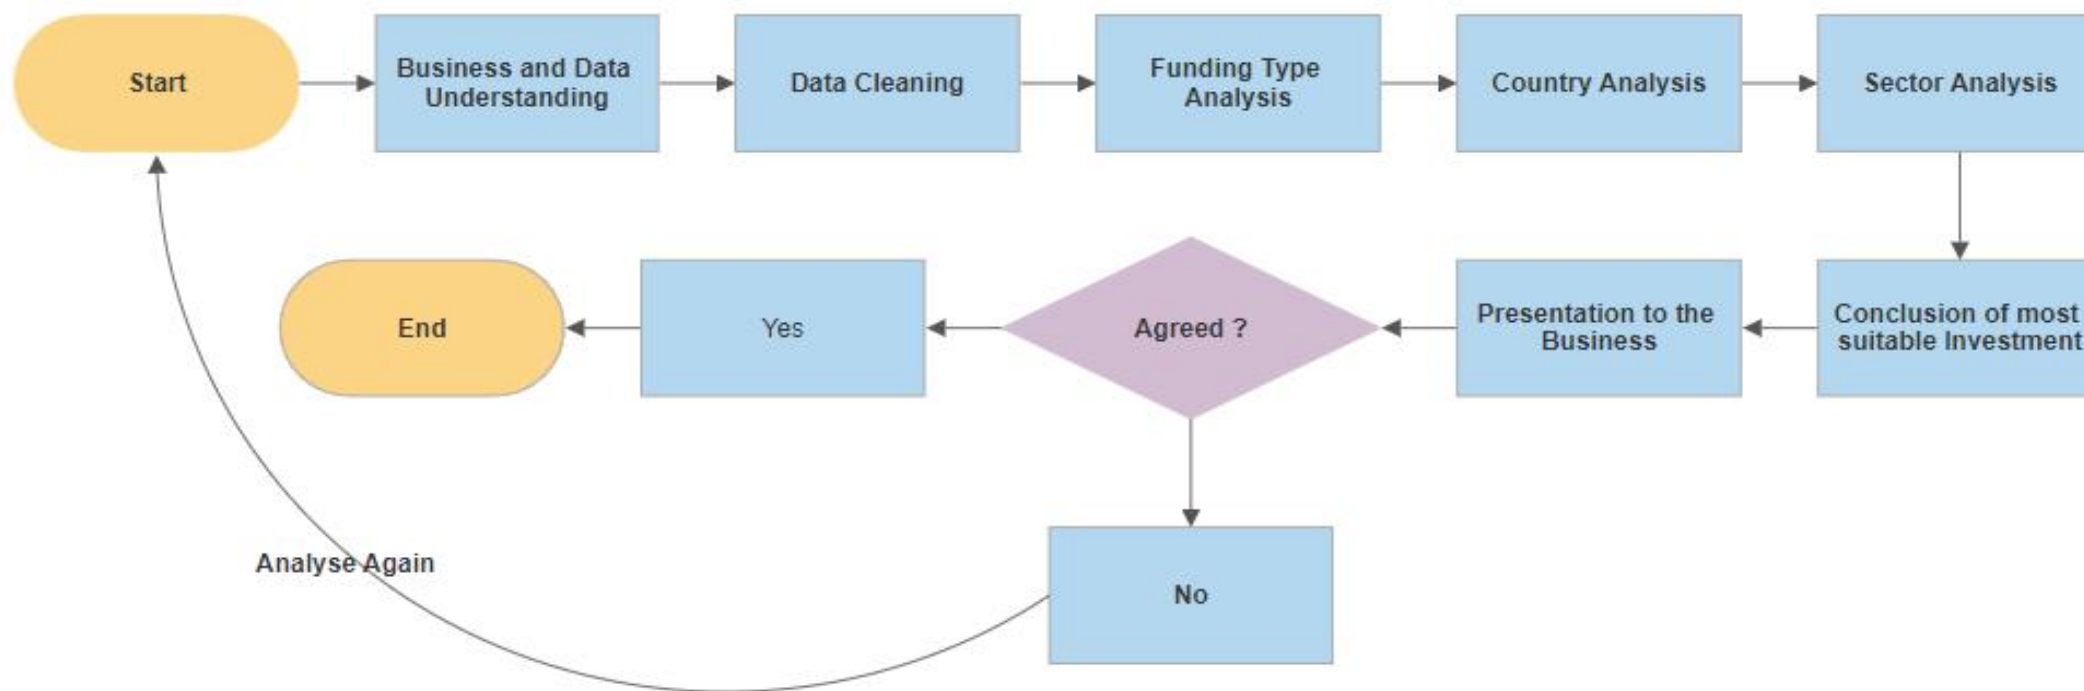 Start
Business and Data
Understanding
Data Cleaning
Funding Type
Analysis
Country Analysis
Sector Analysis
Conclusion of most
suitable Investment
Presentation to the
Business
Agreed ?
Yes
End
No
Analyse Again